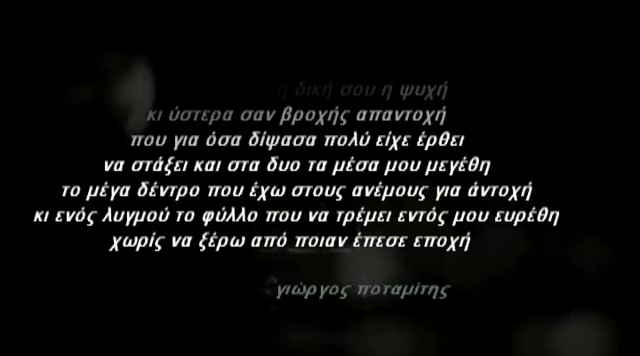 η δική σου η ψυχή
κι ύστερα σαν βροχής απαντοχή
που για όσα δίψασα πολύ είχε έρθει
να στάξει και στα δυο τα μέσα μου μεγέθη
το μέγα δέντρο που έχω στους ανέμους για άντοχή
κι ενός λυγμού το φύλλο που να τρέμει εντός μου ευρέθη
χωρίς να ξέρω από ποιαν έπεσε εποχή
γιώργος ποταμίτης